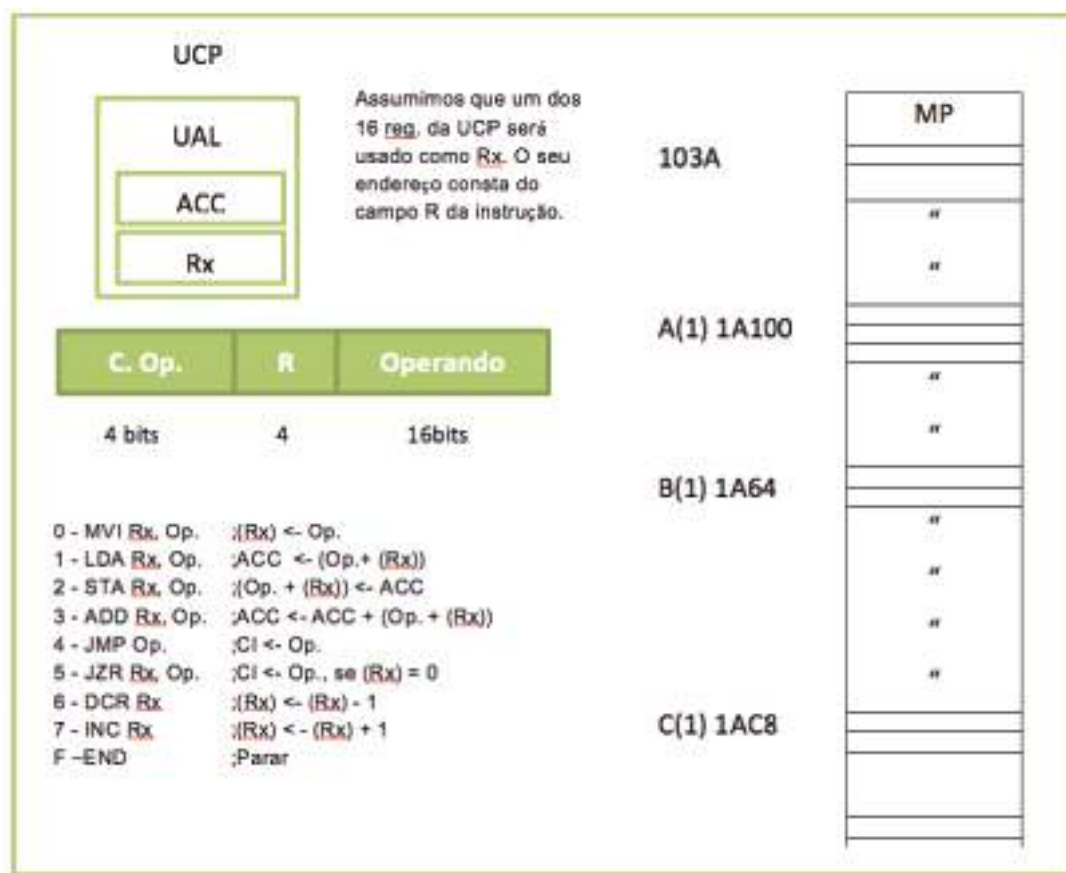 UCP
UAL
ACC
Rx
Assumimos que um dos
16 reg. da UCP será
usado como Rx. O seu
endereço consta do
campo R da instrução.
C. Op. R Operando
4 bits 4 16bits
0 - MVI Rx, Op. ;(Rx) <- Op.
1 - LDA Rx, Op. ;ACC <- (Op.+ (Rx))
2 - STA Rx, Op. ;(Op. + (Rx)) <- ACC
3 - ADD Rx, Op. ;ACC <- ACC + (Op. + (Rx))
4 - JMP Op. ;CI <- Op.
5 - JZR Rx, Op. ;CI <- Op., se (Rx) = 0
6 - DCR Rx ;(Rx) <- (Rx) - 1
7 - INC Rx ;(Rx) < - (Rx) + 1
F –END ;Parar
MP
103A
"
"
A(1) 1A100
"
"
B(1) 1A64
"
"
"
"
C(1) 1AC8